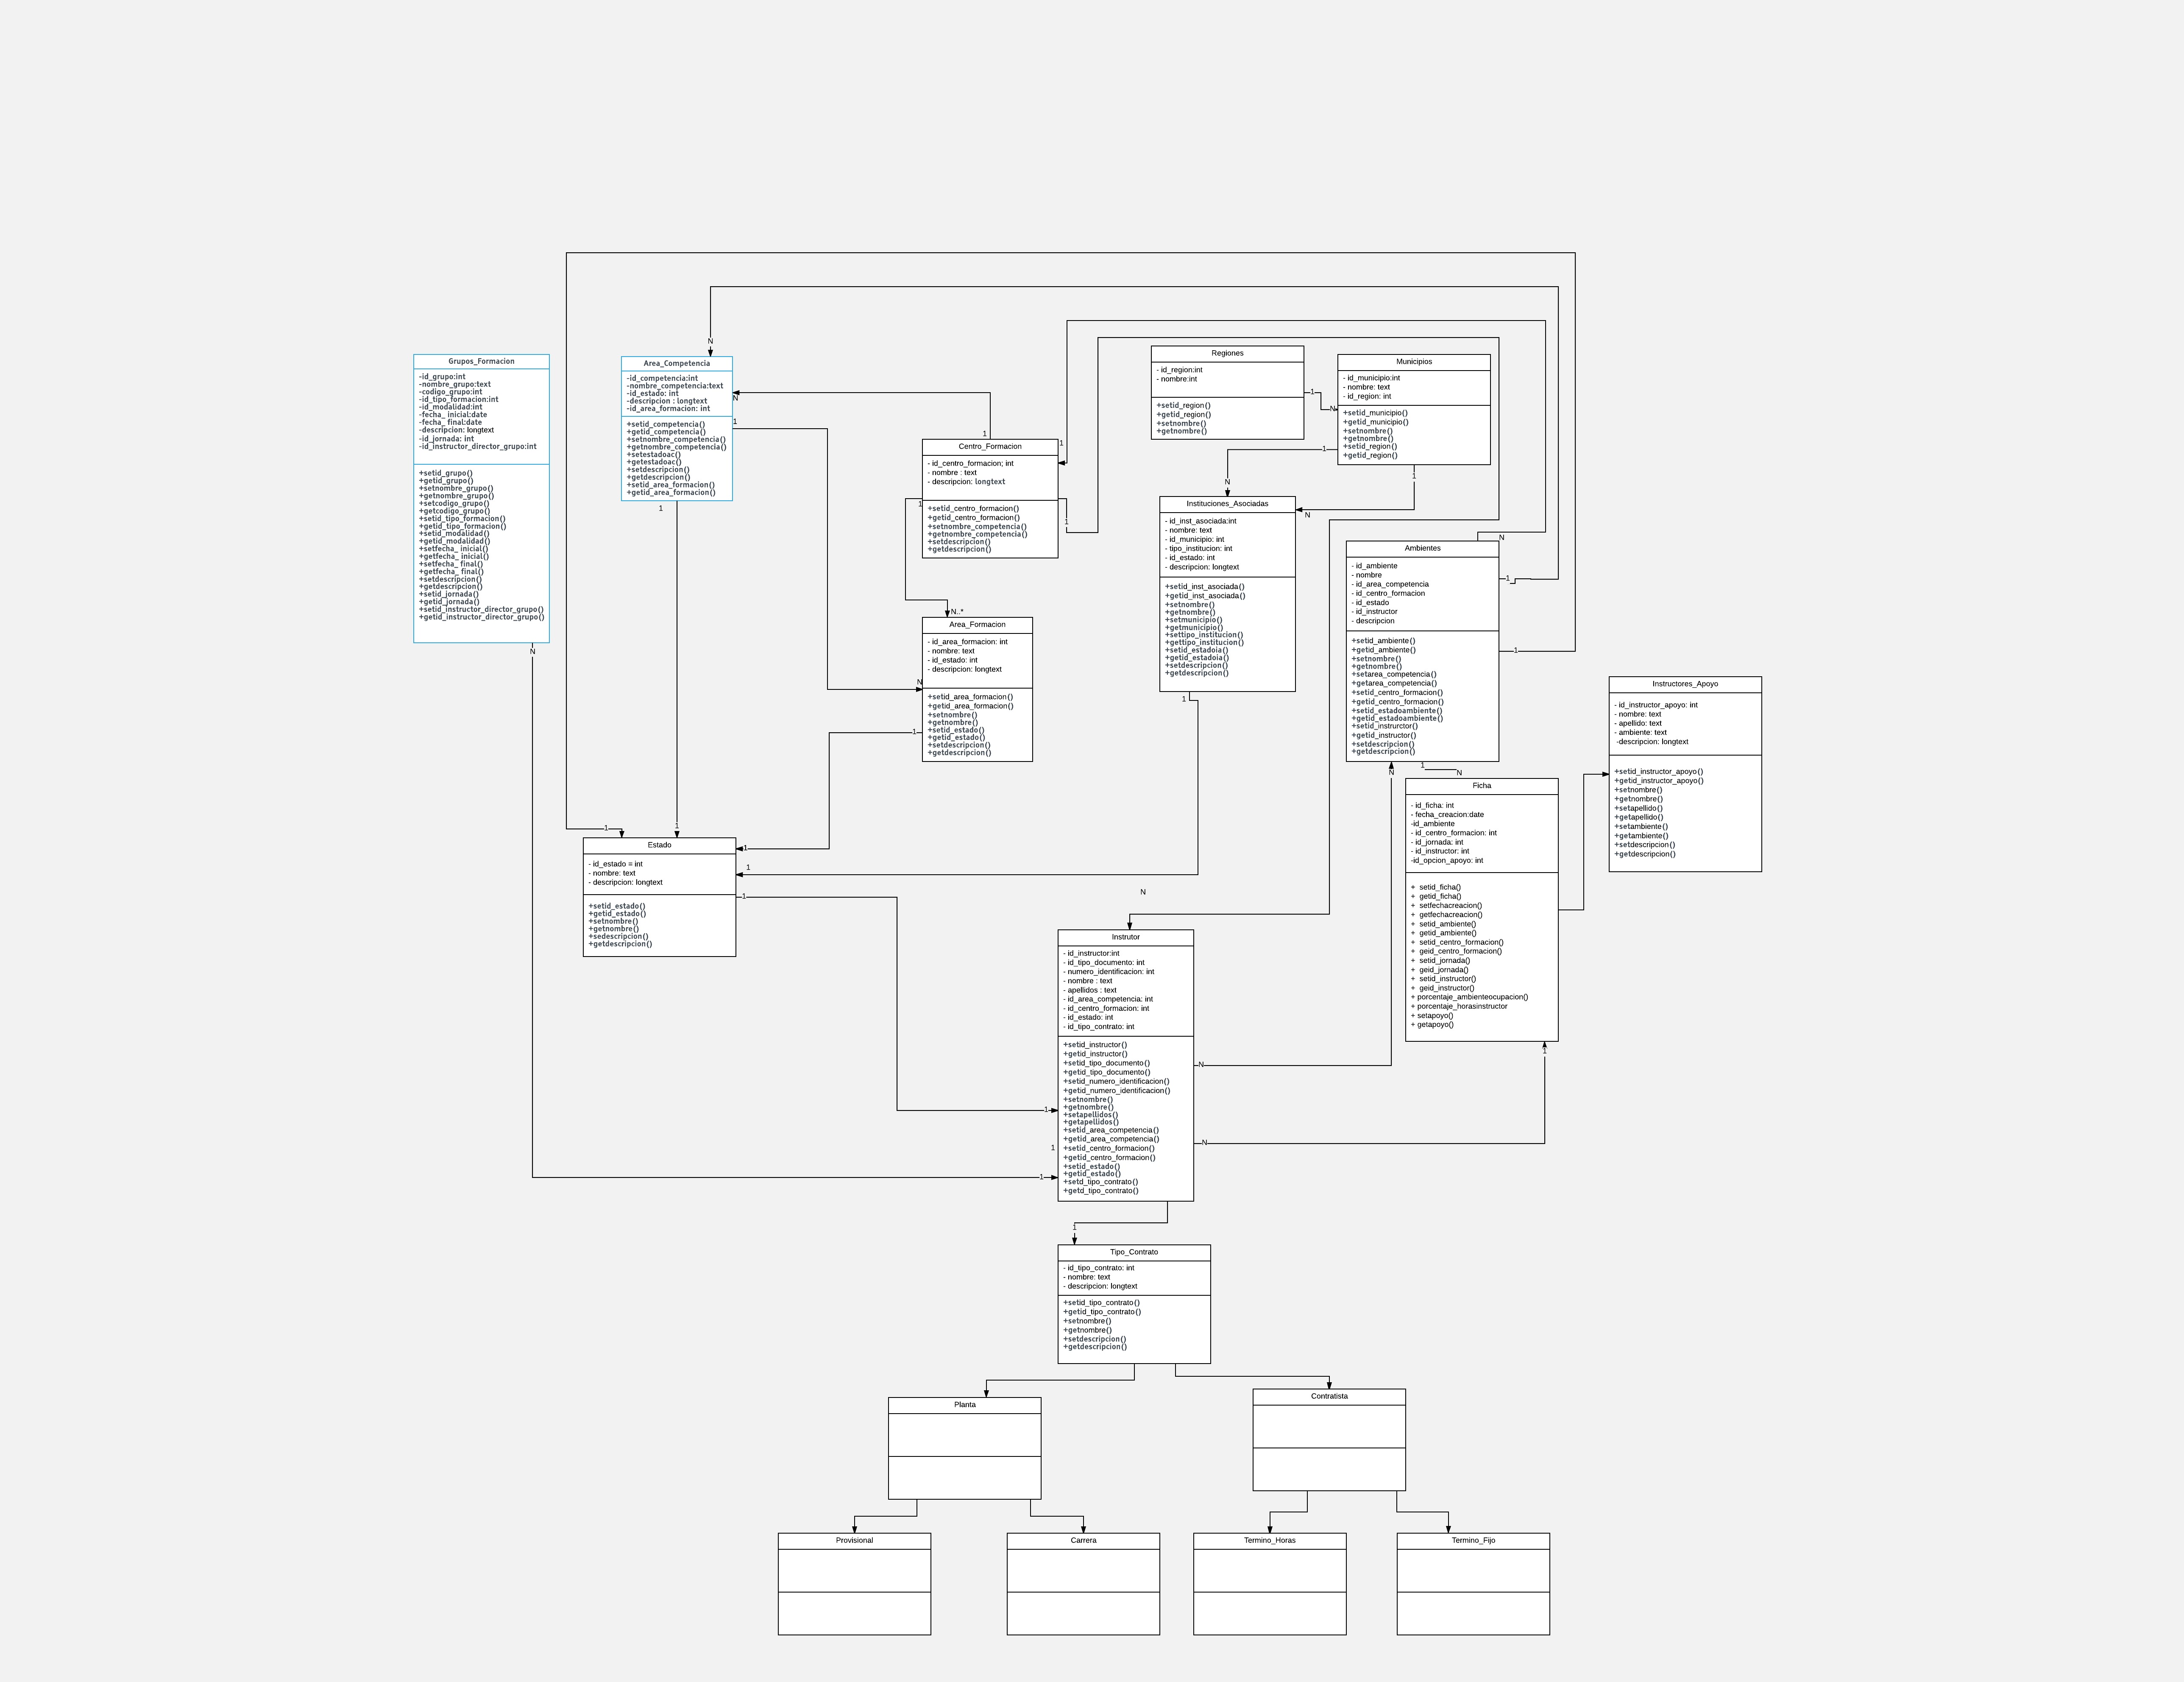 Grupos_Formacion
-id_grupo:int
-nombre_grupo:text
-codigo_grupo:int
-id_tipo_formacion:int
-id_modalidad:int
-fecha_ inicial:date
-fecha_ final:date
-descripcion: longtext
-id_jornada: int
-id_instructor_director_grupo:int
+setid_grupo()
+getid_grupo()
+setnombre_grupo()
+getnombre_grupo()
+setcodigo_grupo()
+getcodigo_grupo()
+setid_tipo_formacion()
+getid_tipo_formacion()
+setid_modalidad()
+getid_modalidad()
+setfecha_ inicial()
+getfecha_ inicial()
+setfecha_ final()
+getfecha_ final()
+setdescripcion()
+getdescripcion()
+setid_jornada()
+getid_jornada()
+setid_instructor_director_grupo()
+getid_instructor_director_grupo()
N
N
Area_Competencia
-id_competencia:int
-nombre_competencia:text
-id_estado: int
-descripcion : longtext
-id_area_formacion: int
+setid_competencia()
+getid_competencia()
+setnombre_competencia()
+getnombre_competencia()
+setestadoac()
+getestadoac()
+setdescripcion()
+getdescripcion()
+setid_area_formacion()
+getid_area_formacion()
N
1
1
1
1
1
Centro_Formacion
- id_centro_formacion; int
- nombre : text
- descripcion: longtext
+setid_centro_formacion()
+getid_centro_formacion()
+setnombre_competencia()
+getnombre_competencia()
+setdescripcion()
+getdescripcion()
1
1
N..*
Area_Formacion
- id_area_formacion: int
- nombre: text
- id_estado: int
- descripcion: longtext
+setid_area_formacion()
+getid_area_formacion()
+setnombre()
+getnombre()
+setid_estado()
+getid_estado()
+setdescripcion()
+getdescripcion()
N
1
Regiones
- id_region:int
- nombre:int
+setid_region()
+getid_region()
+setnombre()
+getnombre()
1
N
Municipios
- id_municipio:int
- nombre: text
- id_region: int
+setid_municipio()
+getid_municipio()
+setnombre()
+getnombre()
+setid_region()
+getid_region()
1
1
N
N
Instituciones_Asociadas
- id_inst_asociada:int
- nombre: text
- id_municipio: int
- tipo_institucion: int
- id_estado: int
- descripcion: longtext
+setid_inst_asociada()
+getid_inst_asociada()
+setnombre()
+getnombre()
+setmunicipio()
+getmunicipio()
+settipo_institucion()
+gettipo_institucion()
+setid_estadoia()
+getid_estadoia()
+setdescripcion()
+getdescripcion()
1
N
Ambientes
- id_ambiente
- nombre
- id_area_competencia
- id_centro_formacion
- id_estado
- id_instructor
- descripcion
+setid_ambiente()
+getid_ambiente()
+setnombre()
+getnombre()
+setarea_competencia()
+getarea_competencia()
+setid_centro_formacion()
+getid_centro_formacion()
+setid_estadoambiente()
+getid_estadoambiente()
+setid_instrurctor()
+getid_instructor()
+setdescripcion()
+getdescripcion()
1
1
N
1
N
Ficha
- id_ficha: int
- fecha_creacion:date
-id_ambiente
- id_centro_formacion: int
- id_jornada: int
- id_instructor: int
-id_opcion_apoyo: int
+ setid_ficha()
+ getid_ficha()
+ setfechacreacion()
+ getfechacreacion()
+ setid_ambiente()
+ getid_ambiente()
+ setid_centro_formacion()
+ geid_centro_formacion()
+ setid_jornada()
+ geid_jornada()
+ setid_instructor()
+ geid_instructor()
+ porcentaje_ambienteocupacion()
+ porcentaje_horasinstructor
+ setapoyo()
+ getapoyo()
1
Instructores_Apoyo
- id_instructor_apoyo: int
- nombre: text
- apellido: text
- ambiente: text
-descripcion: longtext
+setid_instructor_apoyo()
+getid_instructor_apoyo()
+setnombre()
+getnombre()
+setapellido()
+getapellido()
+setambiente()
+getambiente()
+setdescripcion()
+getdescripcion()
1
1
Estado
- id_estado = int
- nombre: text
- descripcion: longtext
+setid_estado()
+getid_estado()
+setnombre()
+getnombre()
+sedescripcion()
+getdescripcion()
1
1
1
N
Instrutor
- id_instructor:int
- id_tipo_documento: int
- numero_identificacion: int
- nombre : text
- apellidos : text
- id_area_competencia: int
- id_centro_formacion: int
- id_estado: int
- id_tipo_contrato: int
+setid_instructor()
+getid_instructor()
+setid_tipo_documento()
+getid_tipo_documento()
+setid_numero_identificacion()
+getid_numero_identificacion()
+setnombre()
+getnombre()
+setapellidos()
+getapellidos()
+setid_area_competencia()
+getid_area_competencia()
+setid_centro_formacion()
+getid_centro_formacion()
+setid_estado()
+getid_estado()
+setd_tipo_contrato()
+getd_tipo_contrato()
N
N
1
1
1
1
Tipo_Contrato
- id_tipo_contrato: int
- nombre: text
- descripcion: longtext
+setid_tipo_contrato()
+getid_tipo_contrato()
+setnombre()
+getnombre()
+setdescripcion()
+getdescripcion()
Planta
Contratista
Provisional
Carrera
Termino_Horas
Termino_Fijo